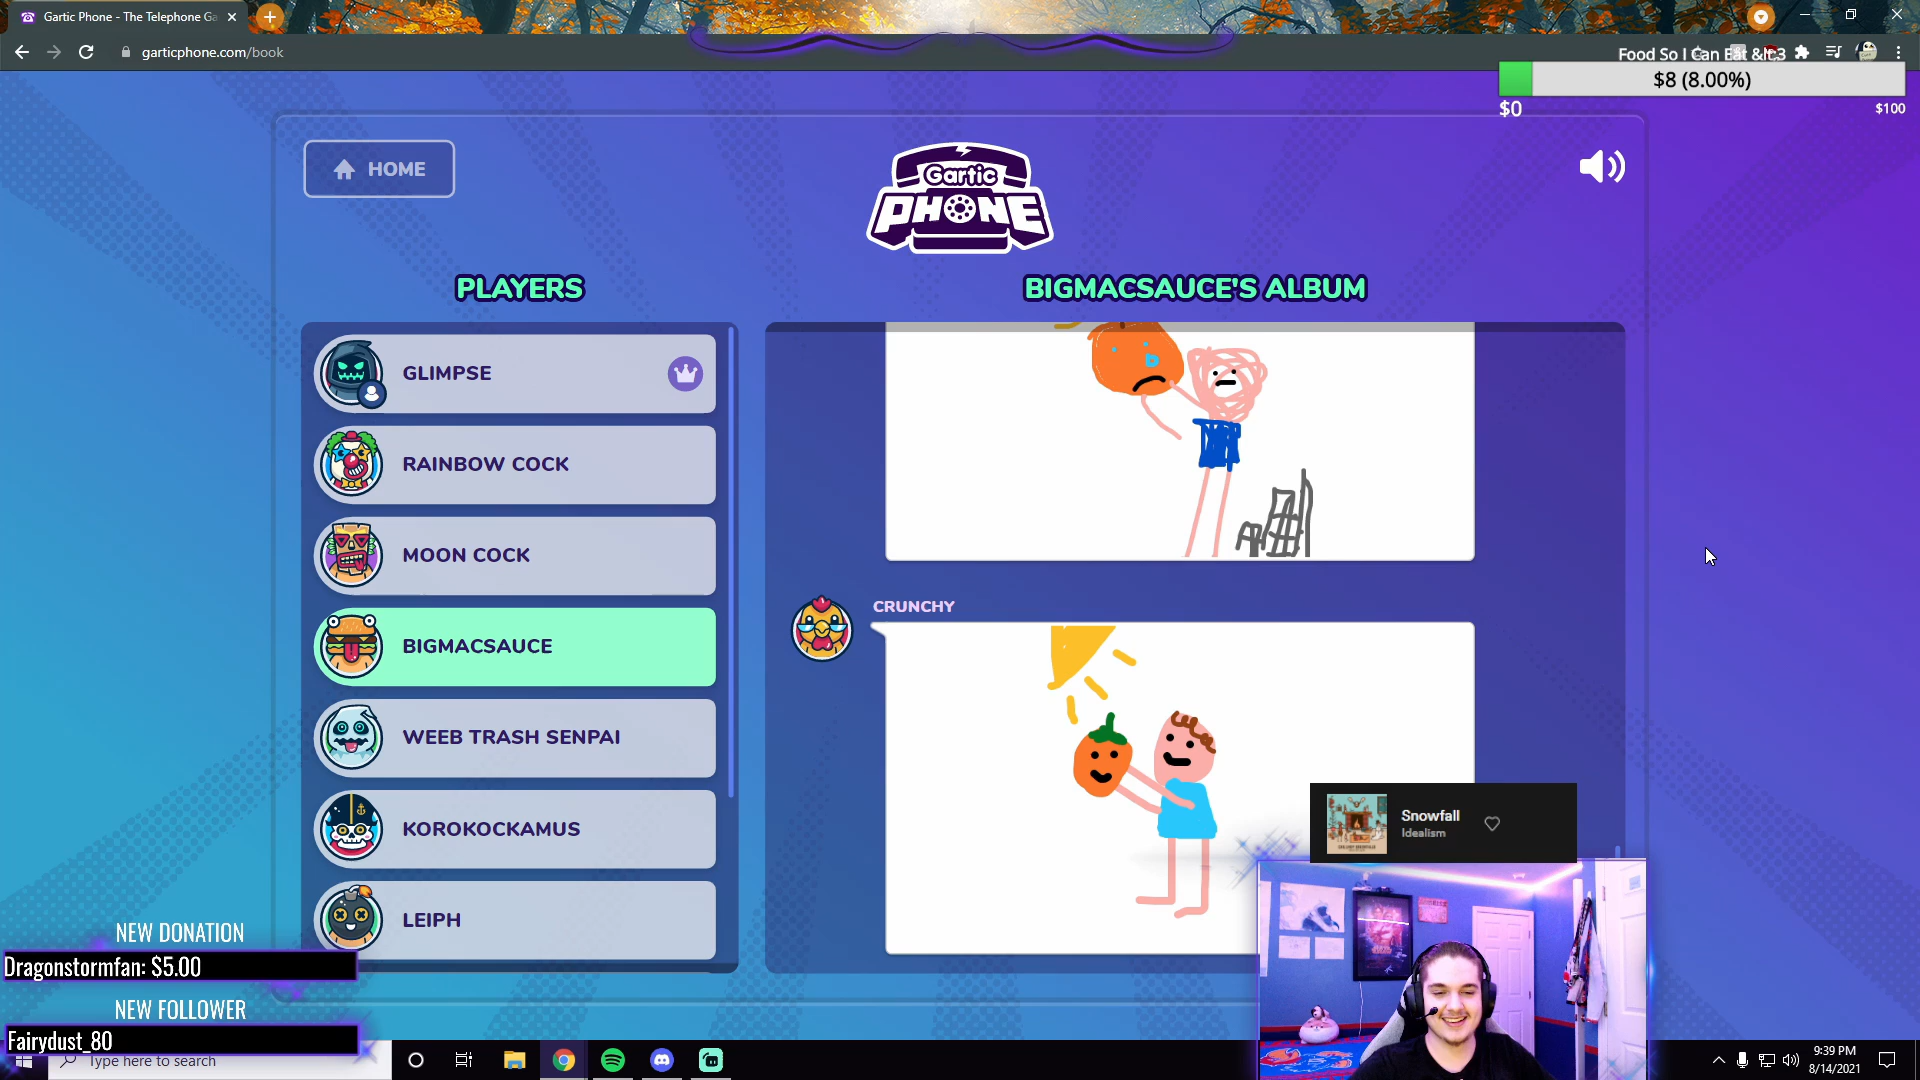 Gartic Phone - The Telephone Ga
garticphone.com/book
Food So I Can Eat &lt;3
$8 (8.00%)
$0
$100
HOME
Gartic
PHONE
PLAYERS
BIGMACSAUCE'S ALBUM
GLIMPSE
RAINBOW COCK
MOON COCK
BIGMACSAUCE
WEEB TRASH SENPAI
KOROKOCKAMUS
LEIPH
CRUNCHY
Snowfall
Idealism
NEW DONATION
Dragonstormfan: $5.00
NEW FOLLOWER
Fairydust_80
Type here to search
9:39 PM
8/14/2021